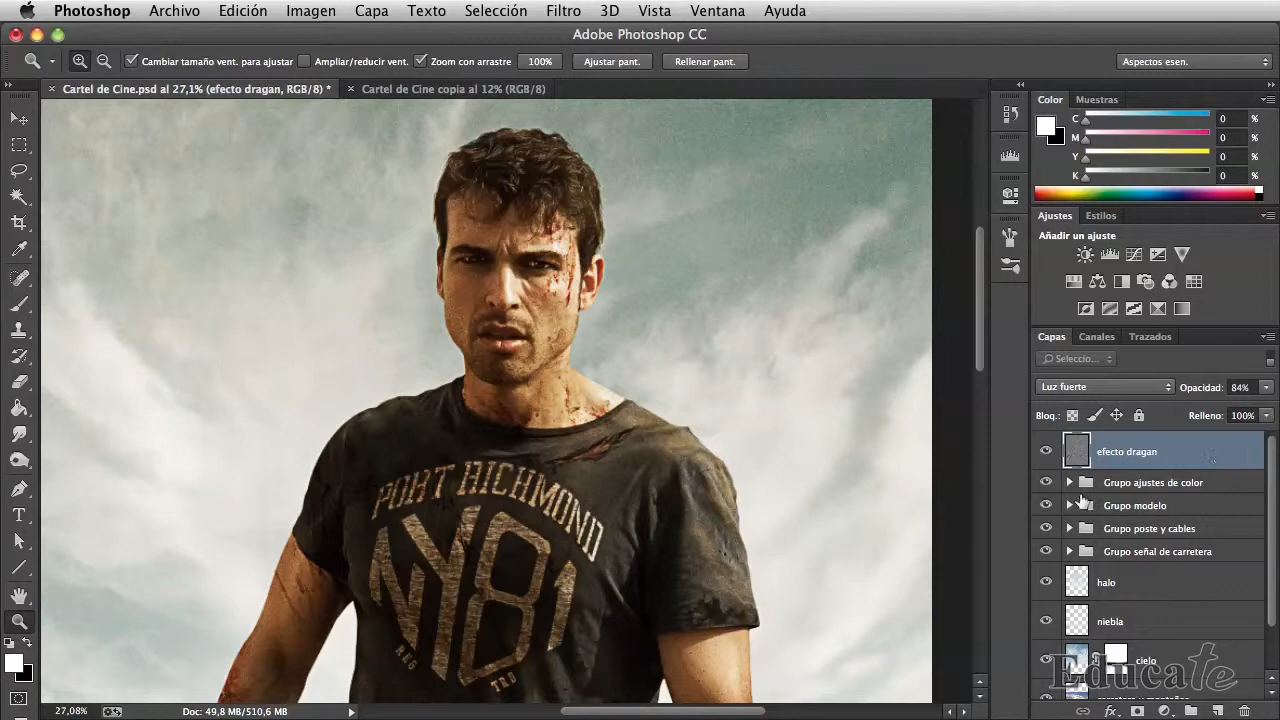 Photoshop Archivo Edición Imagen Capa Texto Selección Filtro 3D Vista Ventana Ayuda
Adobe Photoshop CC
Cambiar tamaño vent. para ajustar Ampliar/reducir vent. Zoom con arrastre 100% Ajustar pant. Rellenar pant. Aspectos esen.
Cartel de Cine.psd al 27,1% (efecto dragan, RGB/8) * Cartel de Cine copia al 12% (RGB/8)
Color Muestras
C 0 %
M 0 %
Y 0 %
K 0 %
Ajustes Estilos
Añadir un ajuste
Capas Canales Trazados
Seleccio...
Luz fuerte Opacidad: 84%
Bloq.: Relleno: 100%
efecto dragan
Grupo ajustes de color
Grupo modelo
Grupo poste y cables
Grupo señal de carretera
halo
niebla
cielo
PORT RICHMOND
NY81
REG TRO
Educate
27,08% Doc: 49,8 MB/510,6 MB